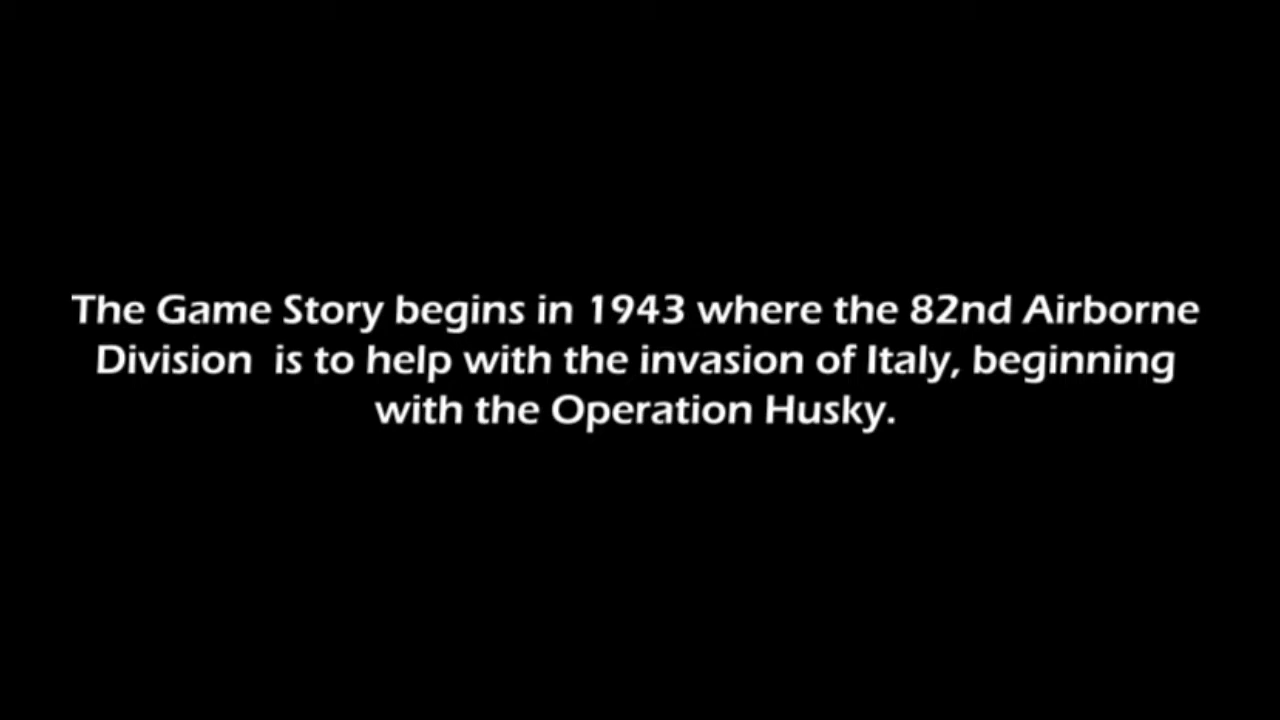 The Game Story begins in 1943 where the 82nd Airborne
Division  is to help with the invasion of Italy, beginning
with the Operation Husky.